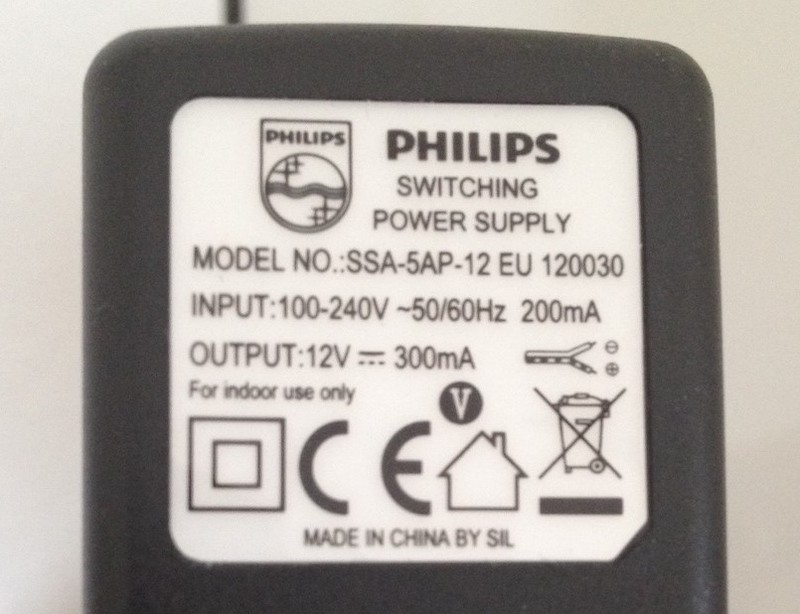 PHILIPS
PHILIPS
SWITCHING
POWER SUPPLY
MODEL NO.:SSA-5AP-12 EU 120030
INPUT:100-240V ~50/60Hz 200mA
OUTPUT:12V ⎓ 300mA
For indoor use only
V
CE
MADE IN CHINA BY SIL